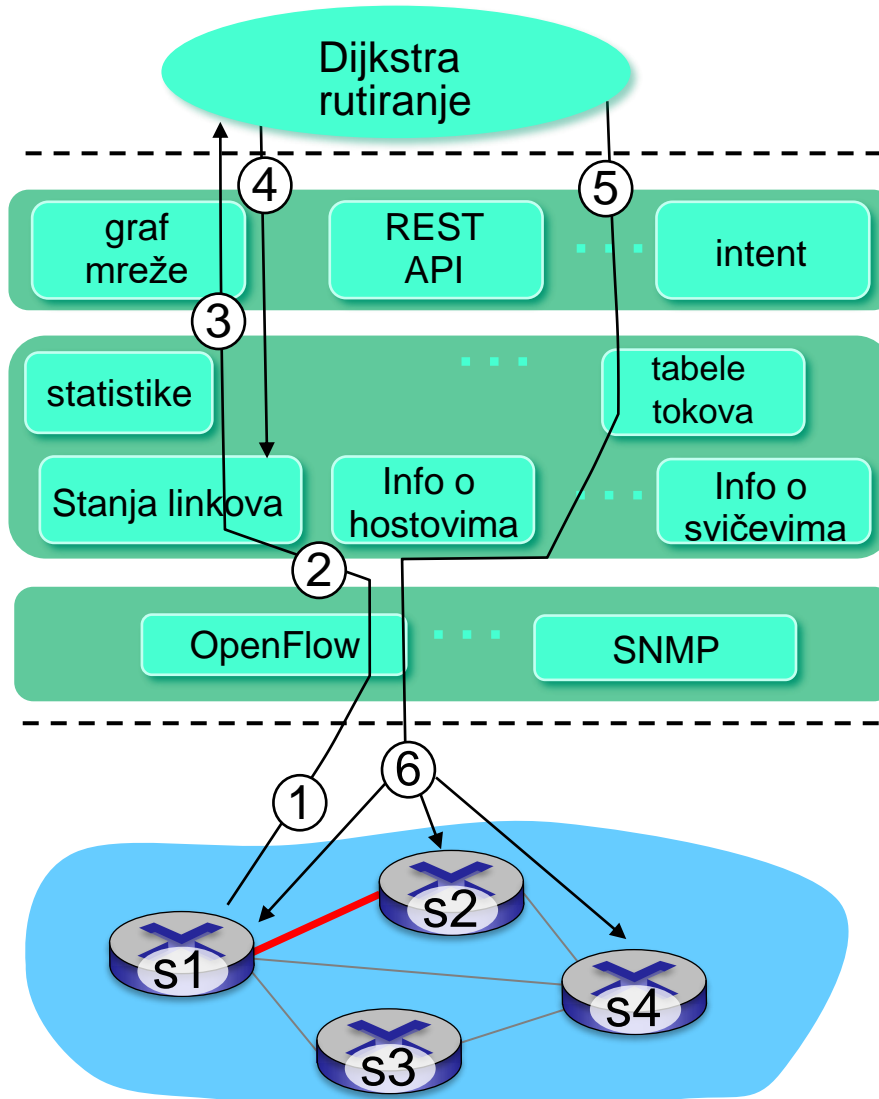 Dijkstra
rutiranje
4
5
graf
mreže
REST
API
. . .
intent
3
statistike
. . .
tabele
tokova
Stanja linkova
Info o
hostovima
. . .
Info o
svičevima
2
OpenFlow
. . .
SNMP
1
6
s2
s1
s4
s3